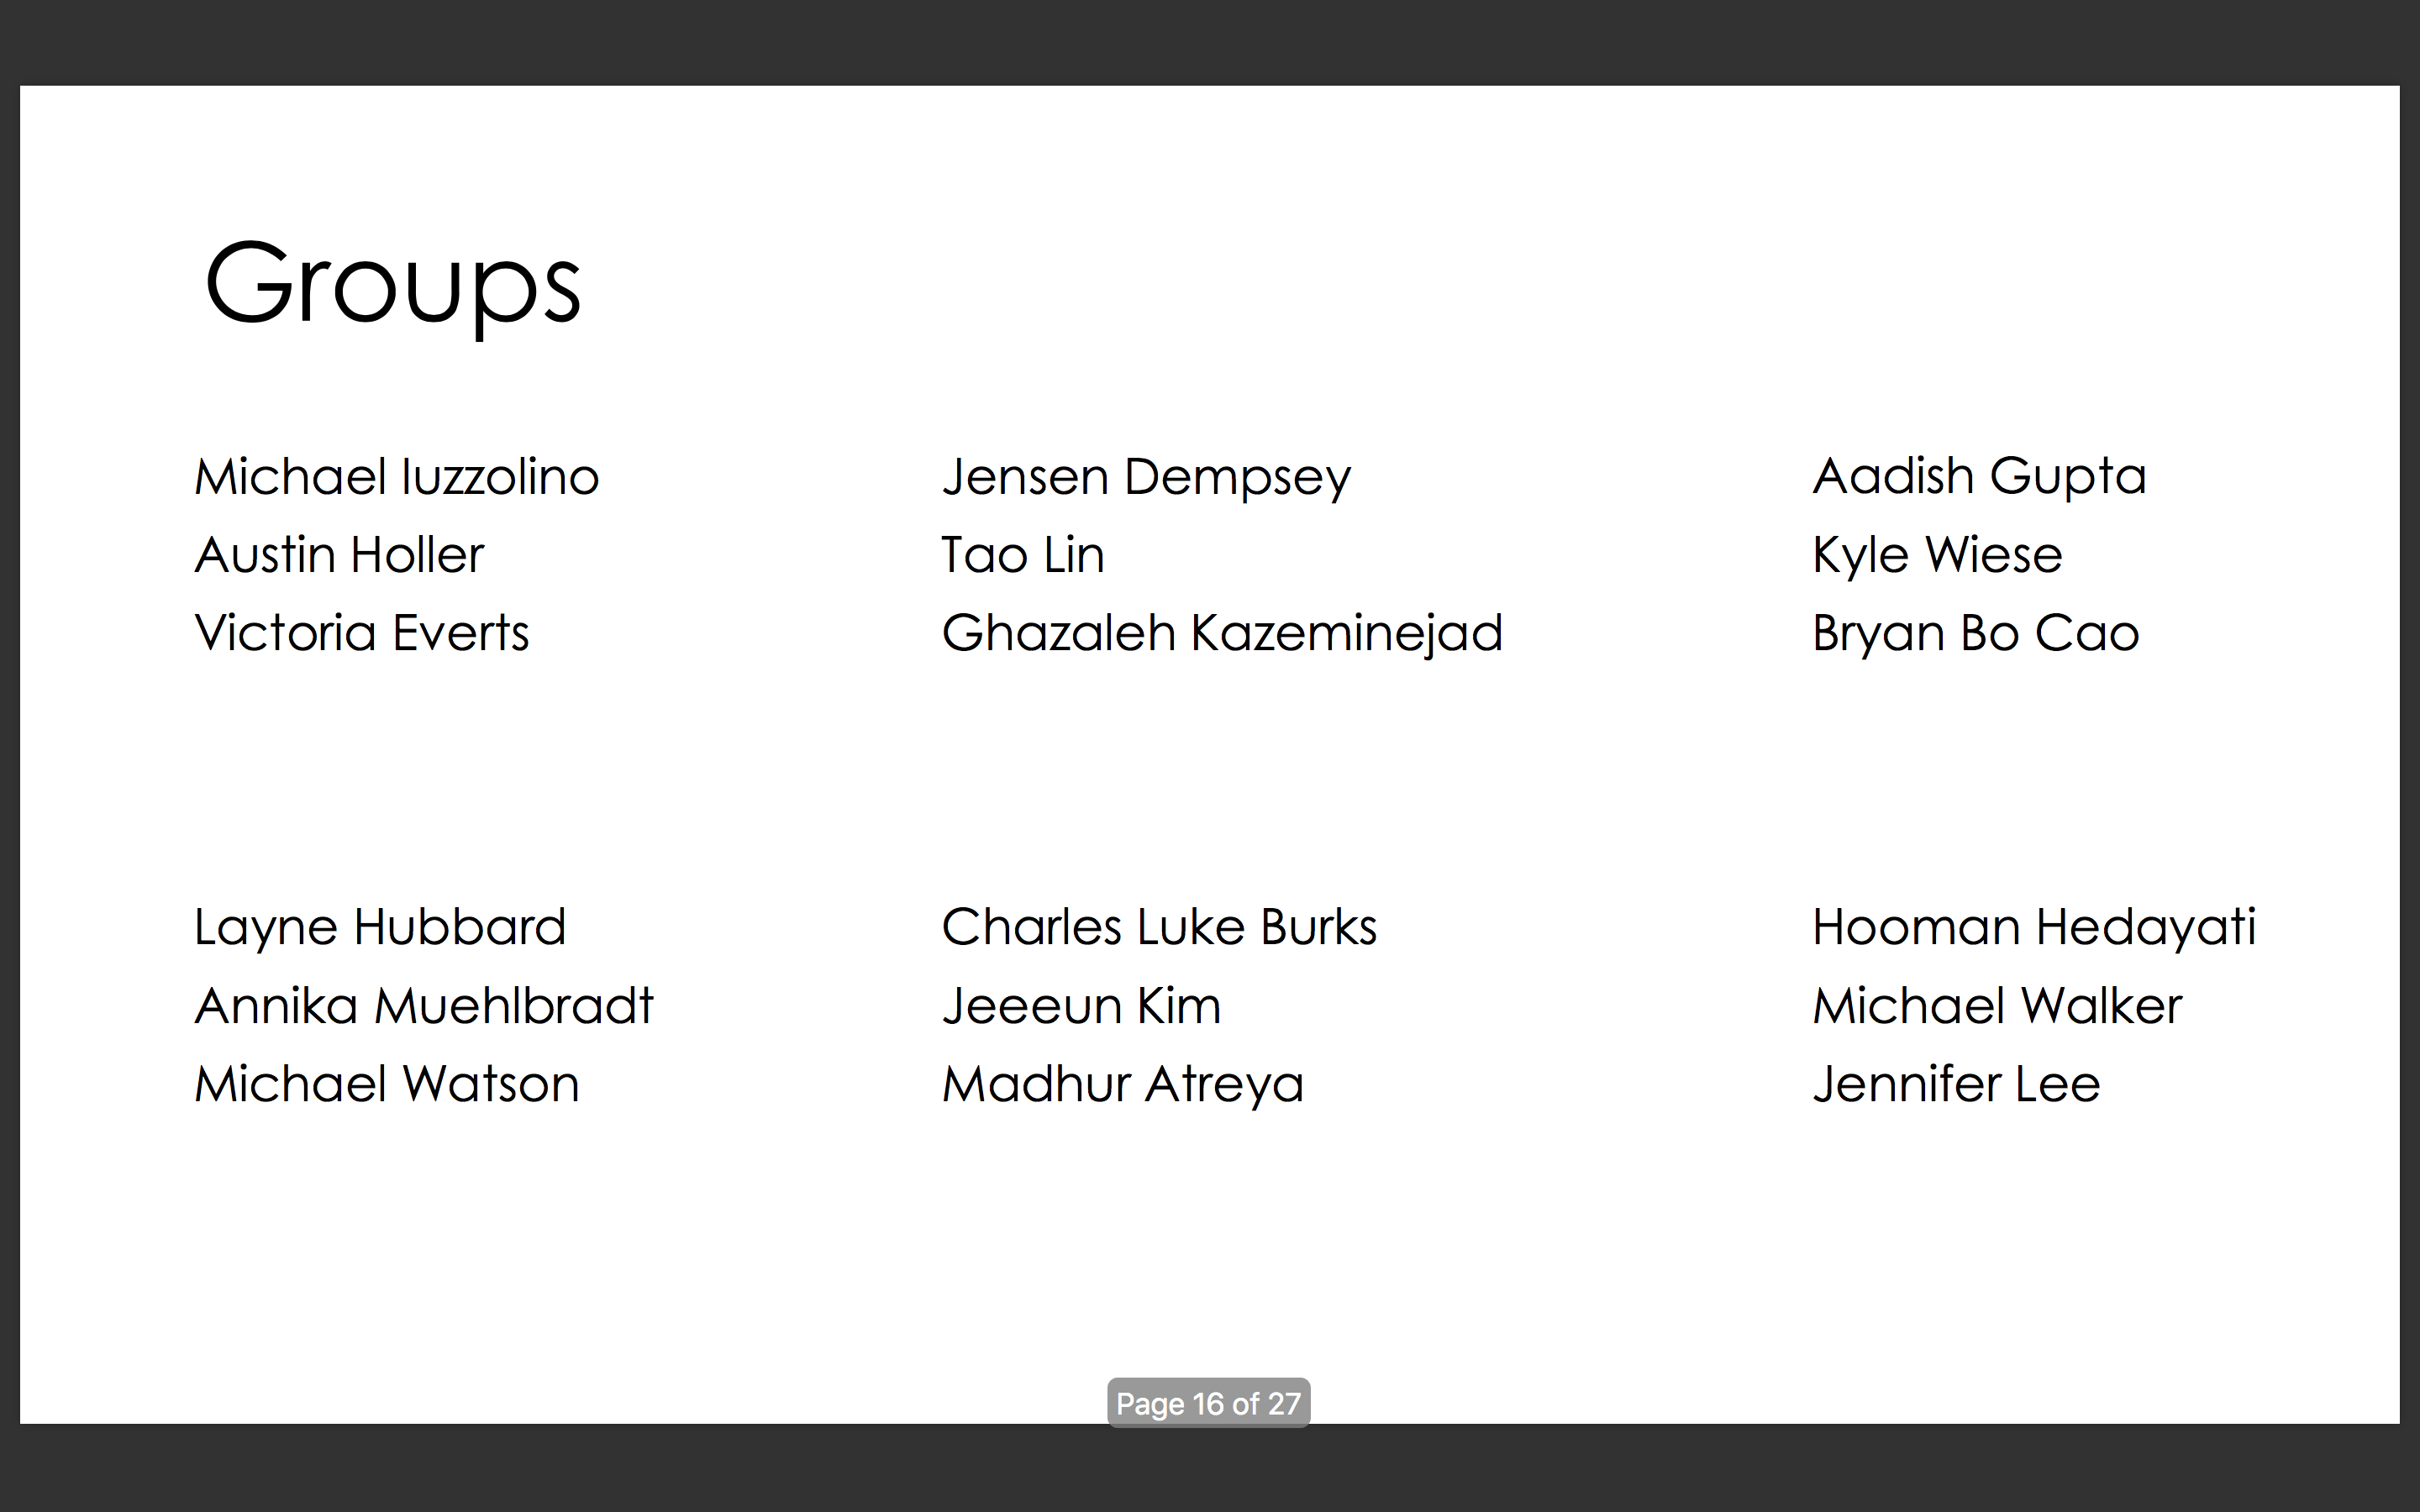 Groups
Michael Iuzzolino
Austin Holler
Victoria Everts
Jensen Dempsey
Tao Lin
Ghazaleh Kazeminejad
Aadish Gupta
Kyle Wiese
Bryan Bo Cao
Layne Hubbard
Annika Muehlbradt
Michael Watson
Charles Luke Burks
Jeeeun Kim
Madhur Atreya
Hooman Hedayati
Michael Walker
Jennifer Lee
Page 16 of 27